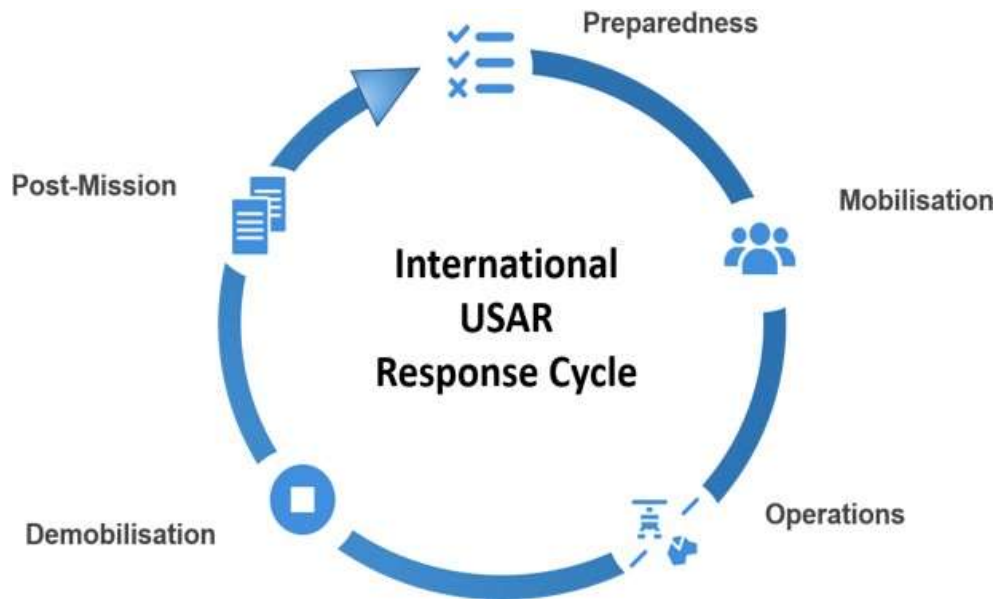 Preparedness
Mobilisation
Operations
Demobilisation
Post-Mission
International
USAR
Response Cycle